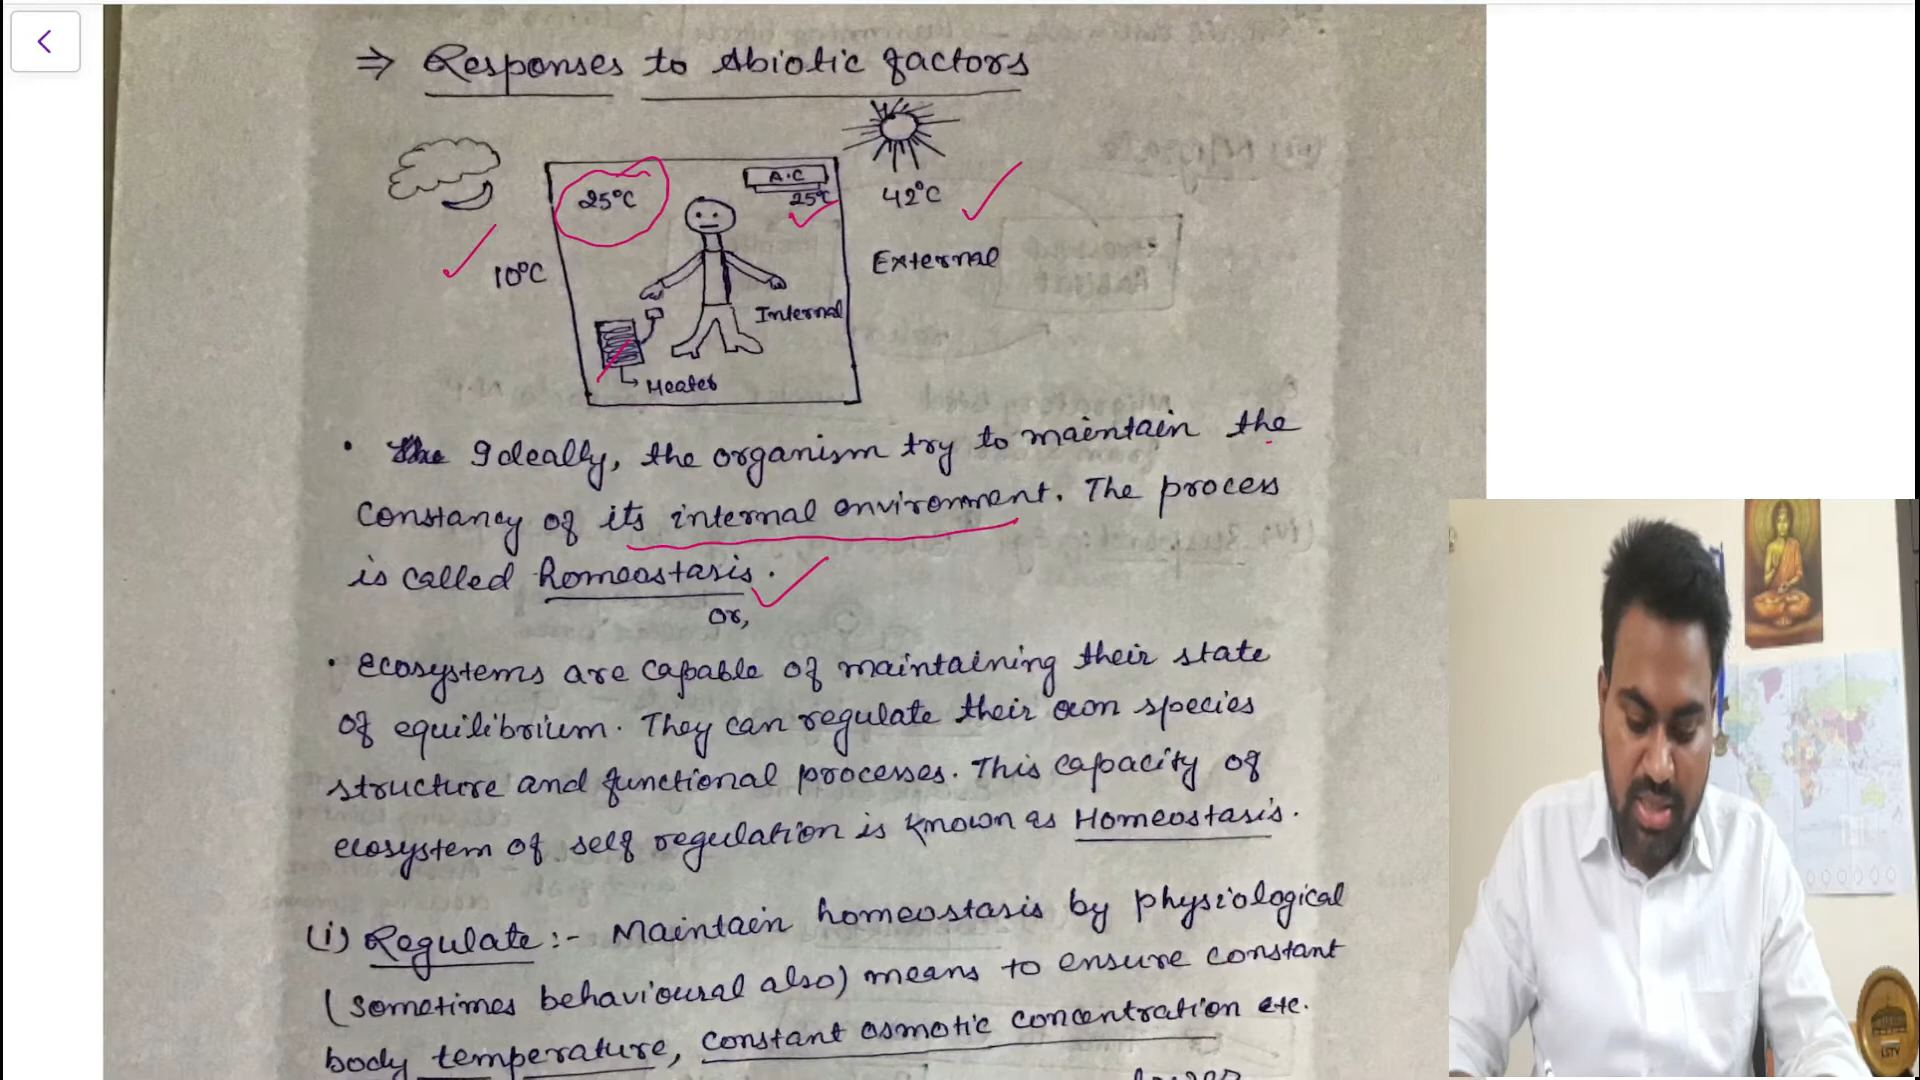 ⇒ Responses to Abiotic factors
A.C
25°C
25°C
42°C
10°C
External
Internal
Heater
• Ideally, the organism try to maintain the
constancy of its internal environment. The process
is called homeostasis.
or,
• Ecosystems are capable of maintaining their state
of equilibrium. They can regulate their own species
structure and functional processes. This capacity of
ecosystem of self regulation is known as Homeostasis.
(i) Regulate :- Maintain homeostasis by physiological
(sometimes behavioural also) means to ensure constant
body temperature, constant osmotic concentration etc.
LSTV